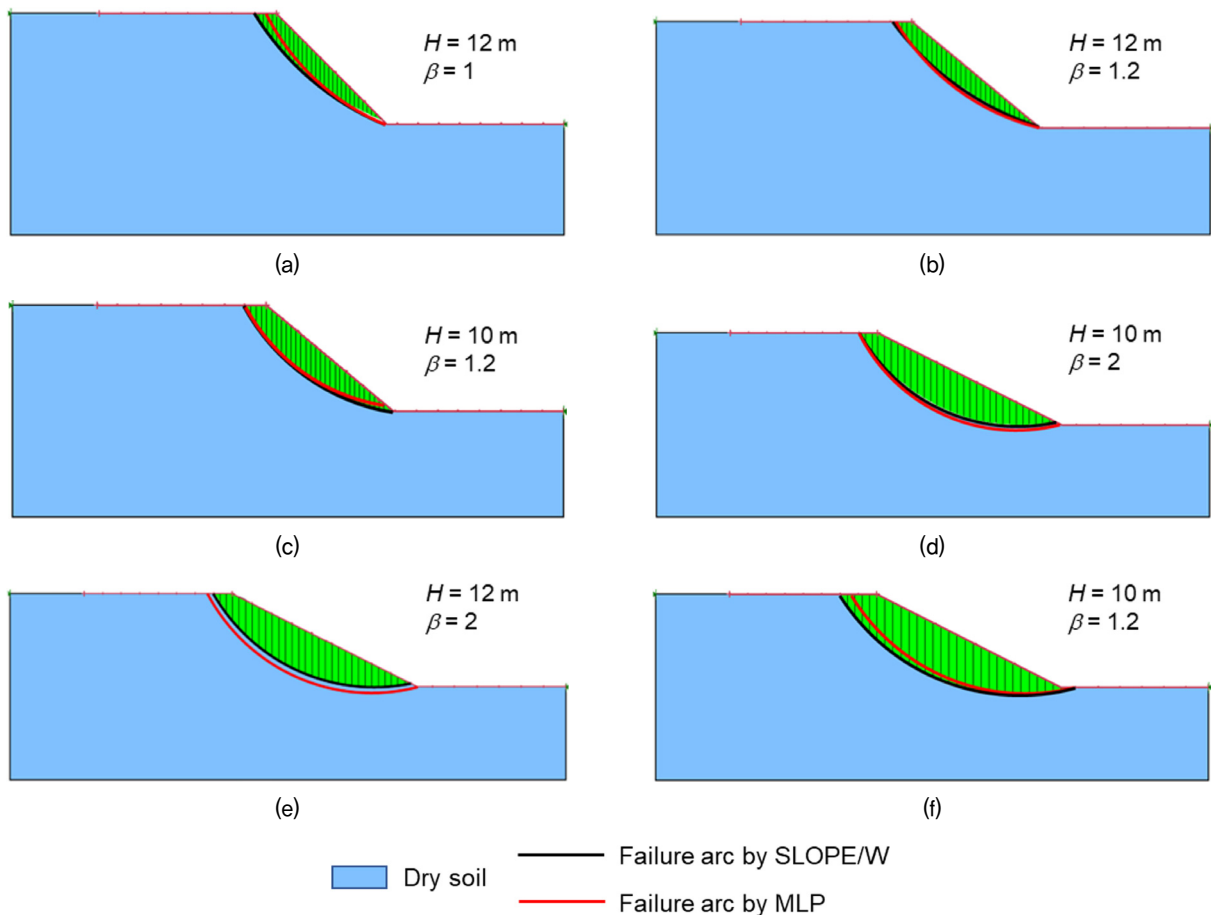 H = 12 m
β = 1
(a)
H = 12 m
β = 1.2
(b)
H = 10 m
β = 1.2
(c)
H = 10 m
β = 2
(d)
H = 12 m
β = 2
(e)
H = 10 m
β = 1.2
(f)
Dry soil
Failure arc by SLOPE/W
Failure arc by MLP